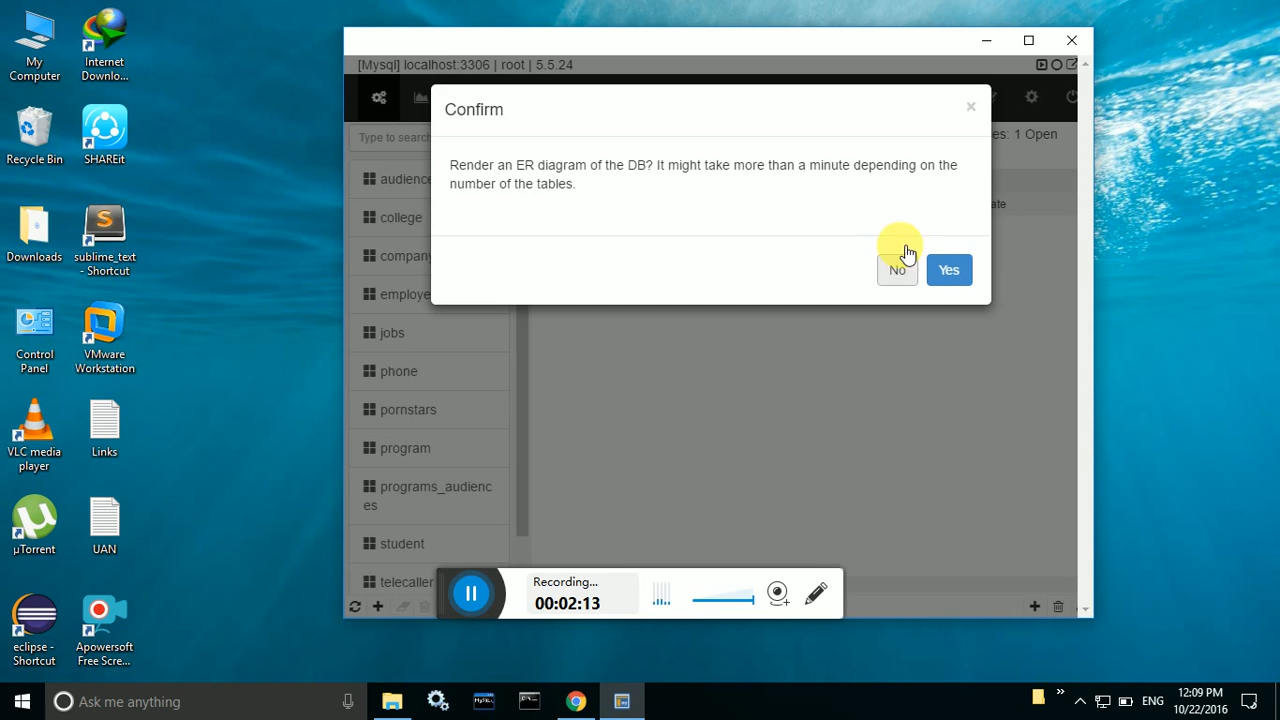 My
Computer
Internet
Downlo...
Recycle Bin
SHAREit
Downloads
sublime_text
- Shortcut
Control
Panel
VMware
Workstation
VLC media
player
Links
µTorrent
UAN
eclipse -
Shortcut
Apowersoft
Free Scre...
[Mysql] localhost:3306 | root | 5.5.24
Confirm
×
Render an ER diagram of the DB? It might take more than a minute depending on the
number of the tables.
No
Yes
Type to search
es: 1 Open
ate
audience
college
company
employe
jobs
phone
pornstars
program
programs_audienc
es
student
telecaller
Recording...
00:02:13
Ask me anything
ENG
12:09 PM
10/22/2016